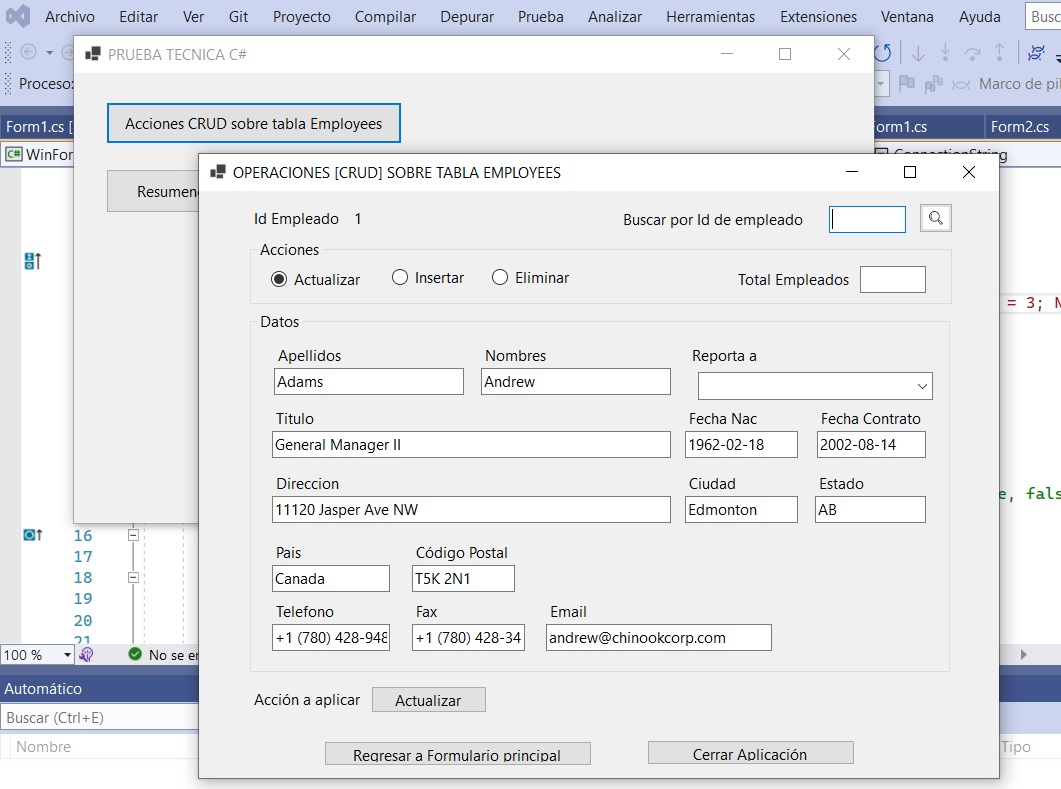 Archivo Editar Ver Git Proyecto Compilar Depurar Prueba Analizar Herramientas Extensiones Ventana Ayuda Busc
PRUEBA TECNICA C#
Proceso:
Marco de pi
Acciones CRUD sobre tabla Employees
Form1.cs [
Form1.cs
Form2.cs
C# WinFor
ConnectionString
Resumen
OPERACIONES [CRUD] SOBRE TABLA EMPLOYEES
Id Empleado 1
Buscar por Id de empleado
Acciones
Actualizar Insertar Eliminar
Total Empleados
= 3; N
Datos
Apellidos Nombres Reporta a
Adams Andrew
Titulo Fecha Nac Fecha Contrato
General Manager II 1962-02-18 2002-08-14
Direccion Ciudad Estado
11120 Jasper Ave NW Edmonton AB
e, fals
16
17
18
19
20
21
Pais Código Postal
Canada T5K 2N1
Telefono Fax Email
+1 (780) 428-948 +1 (780) 428-34 andrew@chinookcorp.com
100 % No se er
Automático
Buscar (Ctrl+E)
Nombre
Tipo
Acción a aplicar Actualizar
Regresar a Formulario principal
Cerrar Aplicación